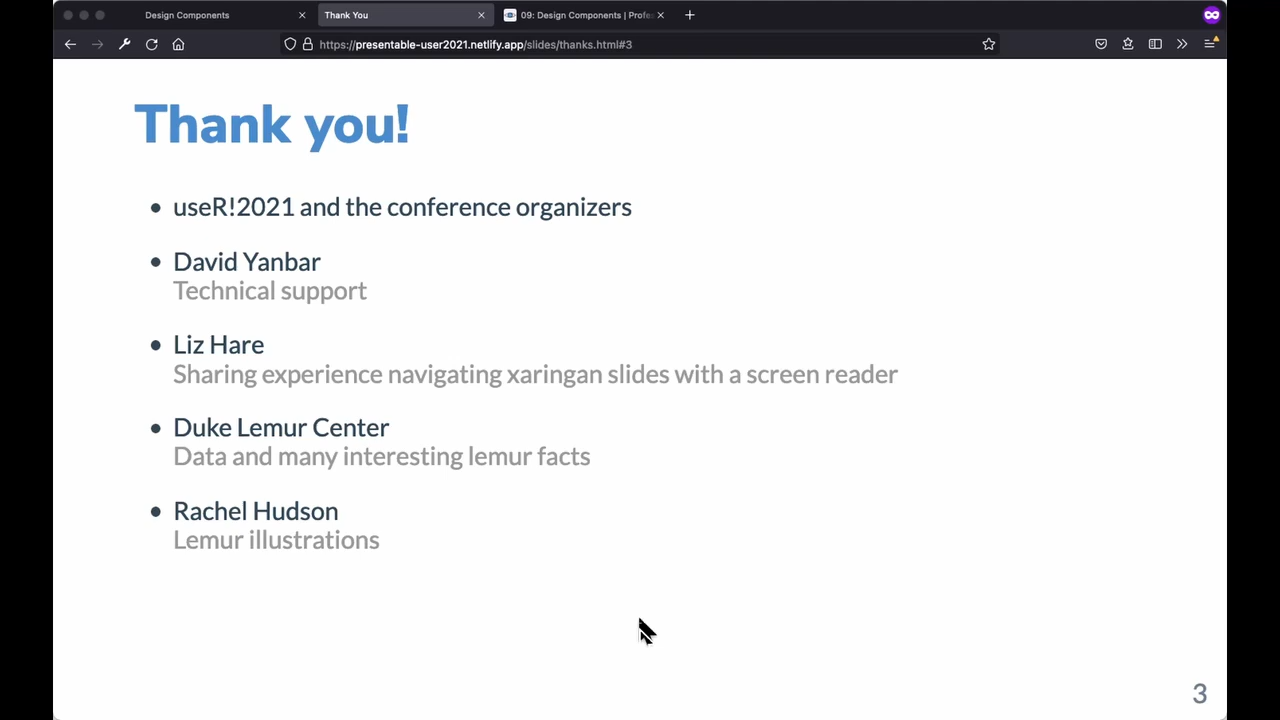 Design Components
Thank You
09: Design Components | Profe
https://presentable-user2021.netlify.app/slides/thanks.html#3
Thank you!
• useR!2021 and the conference organizers
• David Yanbar
Technical support
• Liz Hare
Sharing experience navigating xaringan slides with a screen reader
• Duke Lemur Center
Data and many interesting lemur facts
• Rachel Hudson
Lemur illustrations
3